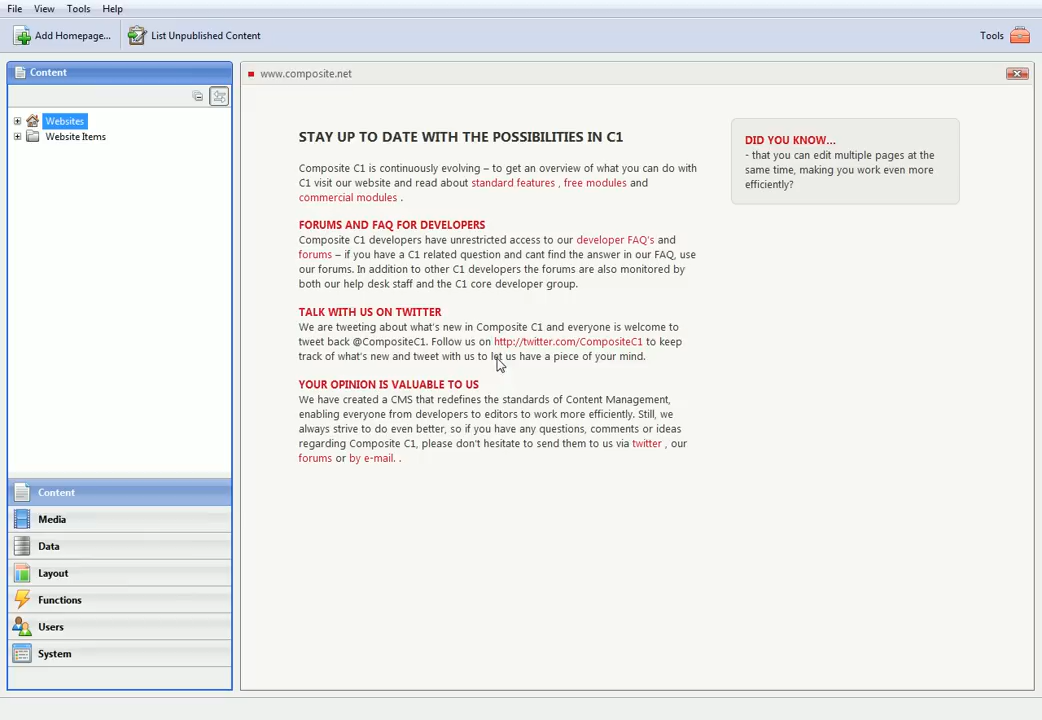 File View Tools Help
Add Homepage... List Unpublished Content Tools
Content
www.composite.net
Websites
Website Items
STAY UP TO DATE WITH THE POSSIBILITIES IN C1
Composite C1 is continuously evolving – to get an overview of what you can do with
C1 visit our website and read about standard features , free modules and
commercial modules .
FORUMS AND FAQ FOR DEVELOPERS
Composite C1 developers have unrestricted access to our developer FAQ's and
forums – if you have a C1 related question and cant find the answer in our FAQ, use
our forums. In addition to other C1 developers the forums are also monitored by
both our help desk staff and the C1 core developer group.
TALK WITH US ON TWITTER
We are tweeting about what's new in Composite C1 and everyone is welcome to
tweet back @CompositeC1. Follow us on http://twitter.com/CompositeC1 to keep
track of what's new and tweet with us to let us have a piece of your mind.
YOUR OPINION IS VALUABLE TO US
We have created a CMS that redefines the standards of Content Management,
enabling everyone from developers to editors to work more efficiently. Still, we
always strive to do even better, so if you have any questions, comments or ideas
regarding Composite C1, please don't hesitate to send them to us via twitter , our
forums or by e-mail. .
DID YOU KNOW...
- that you can edit multiple pages at the
same time, making you work even more
efficiently?
Content
Media
Data
Layout
Functions
Users
System